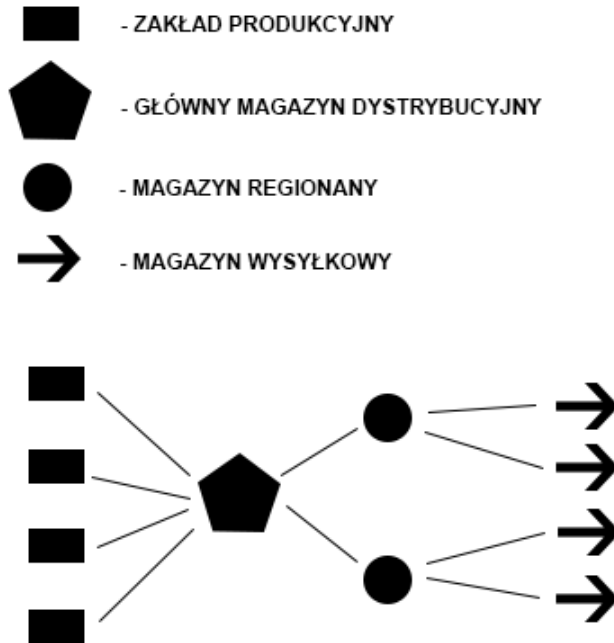 - ZAKŁAD PRODUKCYJNY
- GŁÓWNY MAGAZYN DYSTRYBUCYJNY
- MAGAZYN REGIONANY
- MAGAZYN WYSYŁKOWY